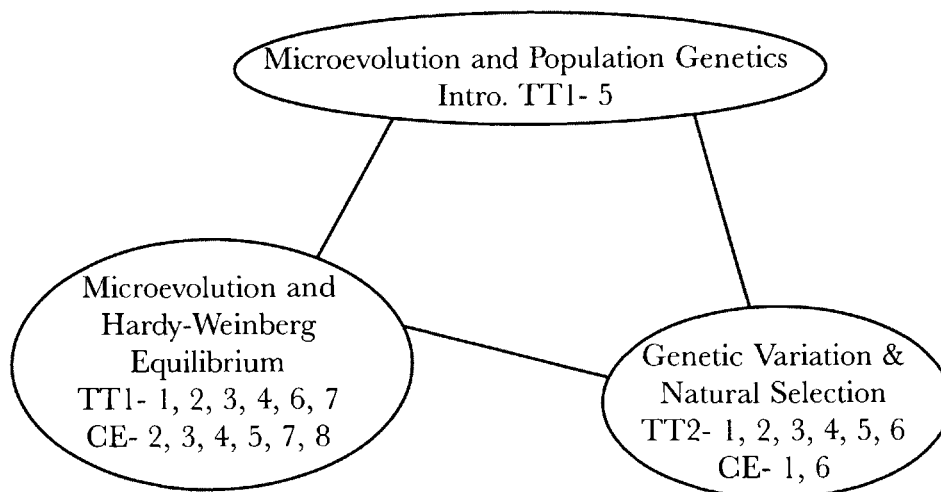 Microevolution and Population Genetics
Intro. TT1- 5
Microevolution and
Hardy-Weinberg
Equilibrium
TT1- 1, 2, 3, 4, 6, 7
CE- 2, 3, 4, 5, 7, 8
Genetic Variation &
Natural Selection
TT2- 1, 2, 3, 4, 5, 6
CE- 1, 6